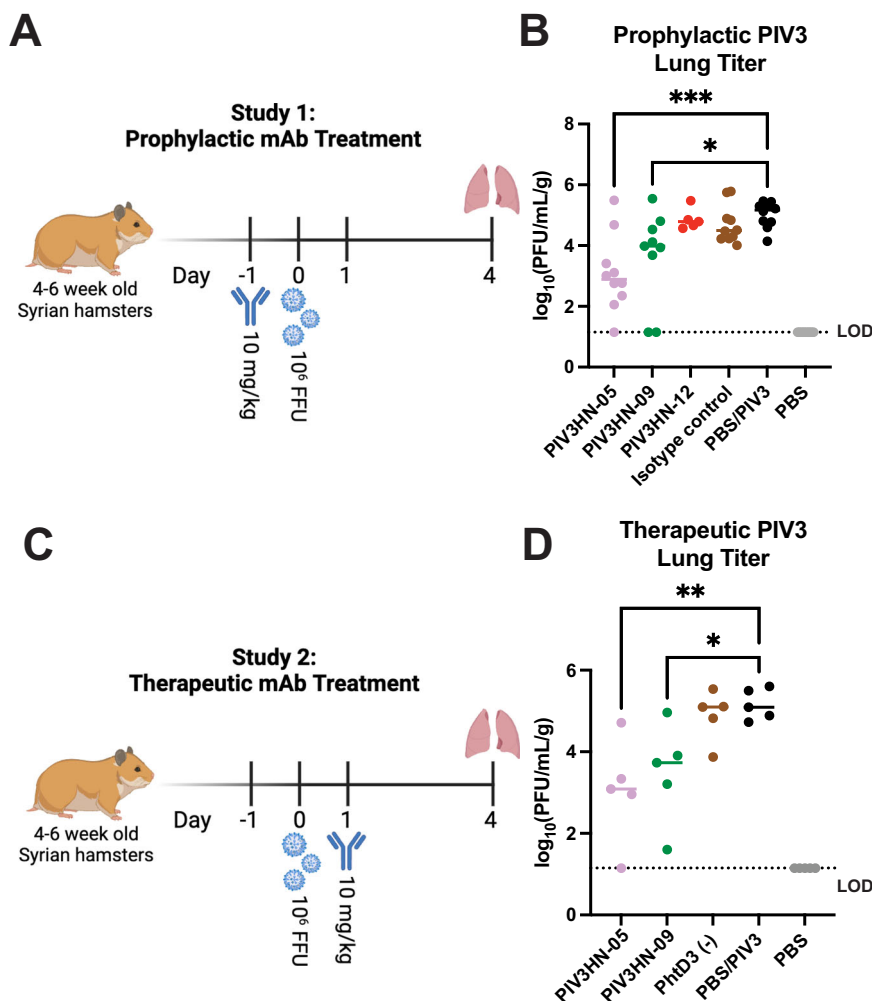 A
Study 1:
Prophylactic mAb Treatment
4-6 week old
Syrian hamsters
Day
-1
0
1
4
10 mg/kg
10⁶ FFU
B
Prophylactic PIV3
Lung Titer
***
*
log₁₀(PFU/mL/g)
8
6
4
2
0
LOD
PIV3HN-05
PIV3HN-09
PIV3HN-12
Isotype control
PBS/PIV3
PBS
C
Study 2:
Therapeutic mAb Treatment
4-6 week old
Syrian hamsters
Day
-1
0
1
4
10⁶ FFU
10 mg/kg
D
Therapeutic PIV3
Lung Titer
**
*
log₁₀(PFU/mL/g)
6
4
2
0
LOD
PIV3HN-05
PIV3HN-09
PhtD3 (-)
PBS/PIV3
PBS